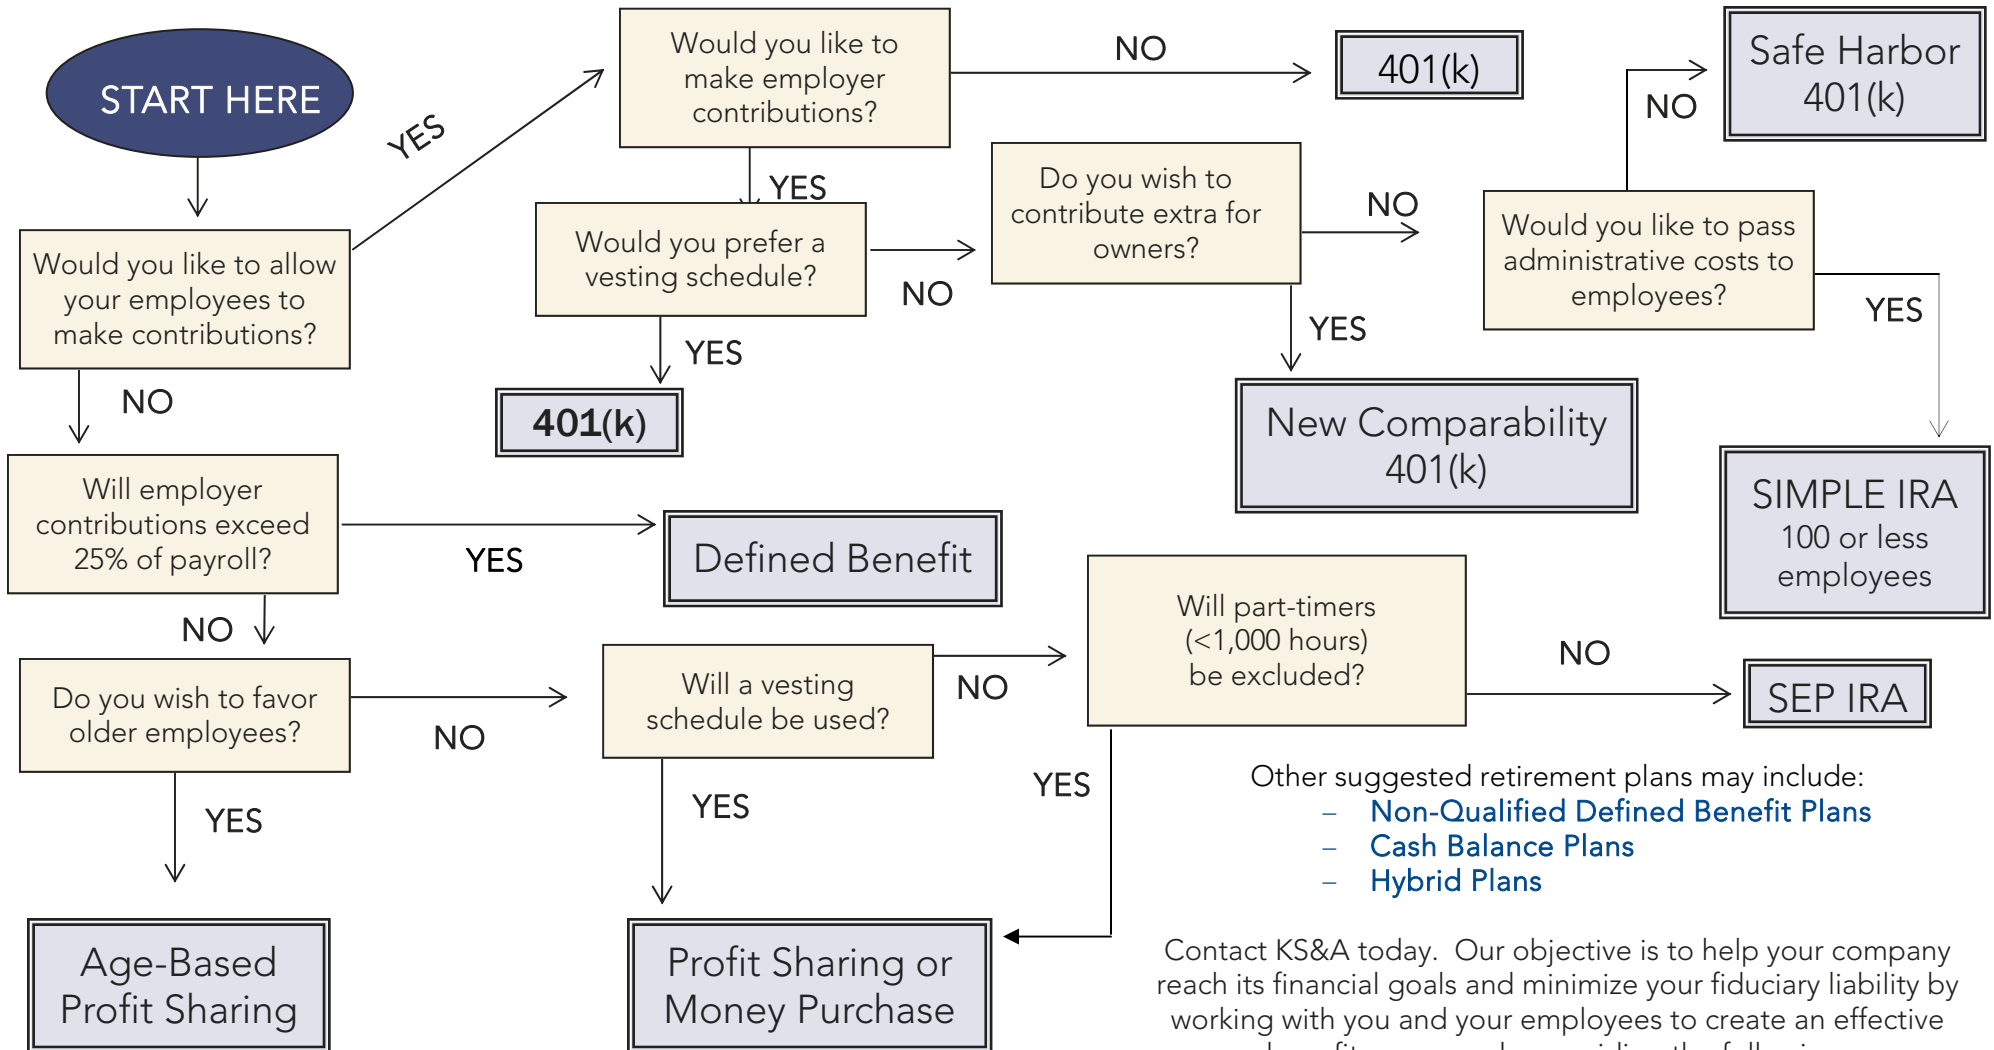 START HERE
YES
Would you like to
make employer
contributions?
NO
401(k)
Safe Harbor
401(k)
NO
YES
Would you like to allow
your employees to
make contributions?
Would you prefer a
vesting schedule?
NO
Do you wish to
contribute extra for
owners?
NO
Would you like to pass
administrative costs to
employees?
YES
YES
YES
NO
401(k)
New Comparability
401(k)
SIMPLE IRA
100 or less
employees
Will employer
contributions exceed
25% of payroll?
YES
Defined Benefit
NO
Do you wish to favor
older employees?
NO
Will a vesting
schedule be used?
NO
Will part-timers
(<1,000 hours)
be excluded?
NO
SEP IRA
YES
YES
YES
Other suggested retirement plans may include:
– Non-Qualified Defined Benefit Plans
– Cash Balance Plans
– Hybrid Plans
Age-Based
Profit Sharing
Profit Sharing or
Money Purchase
Contact KS&A today. Our objective is to help your company
reach its financial goals and minimize your fiduciary liability by
working with you and your employees to create an effective